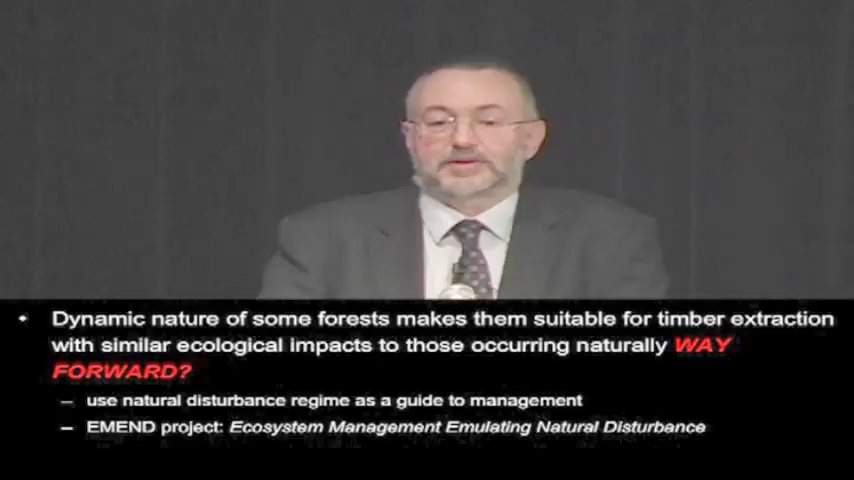 • Dynamic nature of some forests makes them suitable for timber extraction
with similar ecological impacts to those occurring naturally WAY
FORWARD?
– use natural disturbance regime as a guide to management
– EMEND project: Ecosystem Management Emulating Natural Disturbance